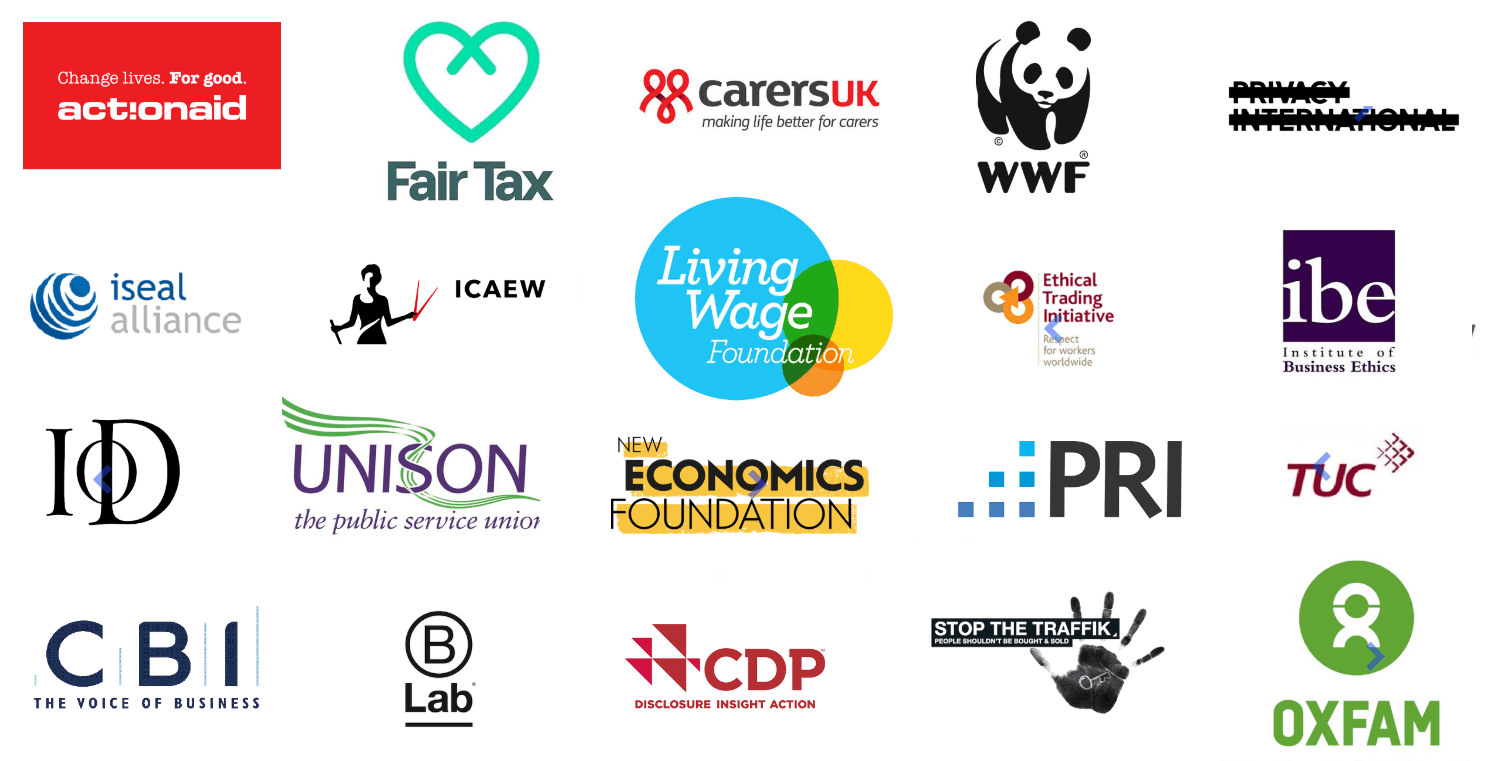 Change lives. For good.
act:onaid
Fair Tax
carersUK
making life better for carers
©
®
WWF
PRIVACY
INTERNATIONAL
iseal
alliance
ICAEW
Living
Wage
Foundation
Ethical
Trading
Initiative
Respect
for workers
worldwide
ibe
Institute of
Business Ethics
IOD
UNISON
the public service union
NEW
ECONOMICS
FOUNDATION
PRI
TUC
CBI
THE VOICE OF BUSINESS
B
Lab
CDP
DISCLOSURE INSIGHT ACTION
STOP THE TRAFFIK
PEOPLE SHOULDN'T BE BOUGHT & SOLD
OXFAM